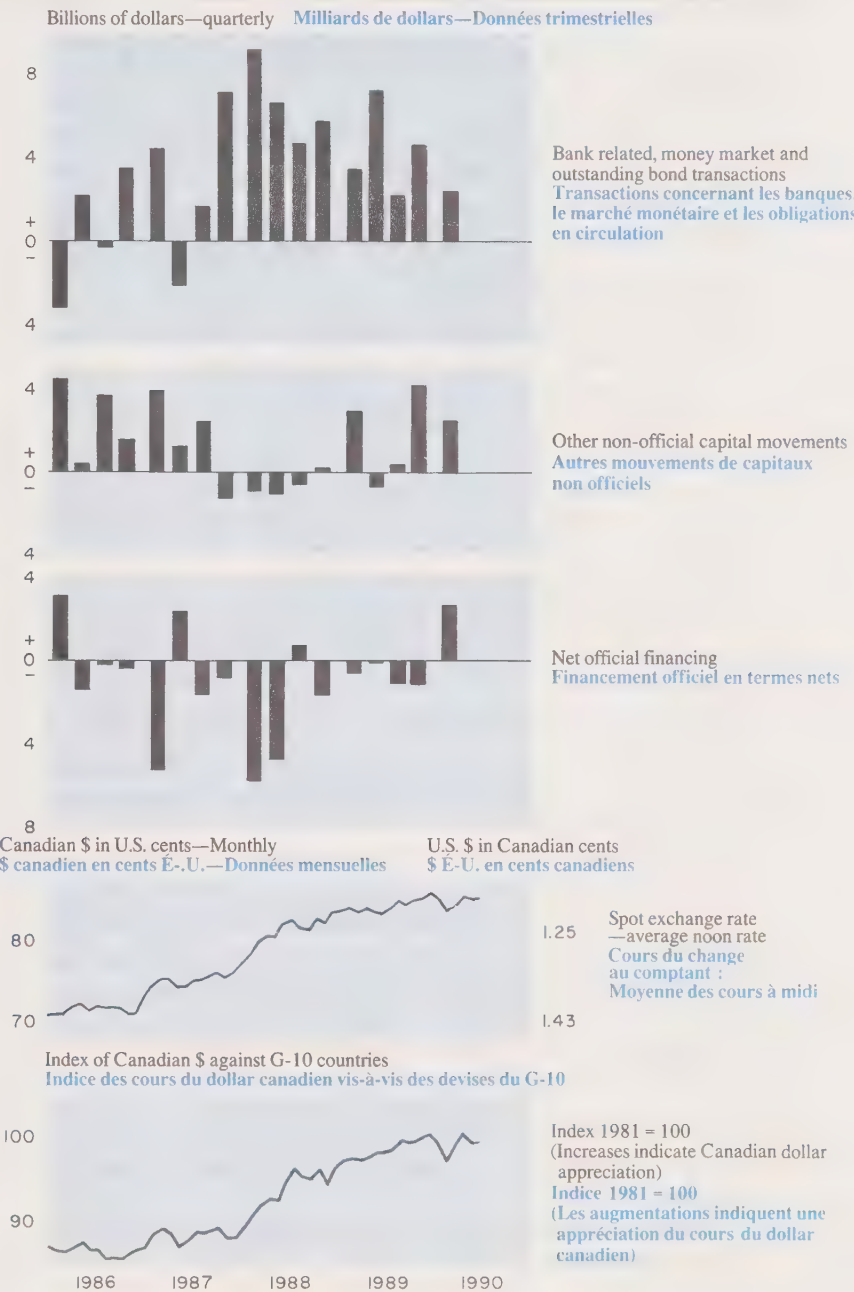 Billions of dollars—quarterly Milliards de dollars—Données trimestrielles
8
4
+
0
−
4
Bank related, money market and
outstanding bond transactions
Transactions concernant les banques
le marché monétaire et les obligations
en circulation
4
+
0
−
4
Other non-official capital movements
Autres mouvements de capitaux
non officiels
4
+
0
−
4
8
Net official financing
Financement officiel en termes nets
Canadian $ in U.S. cents—Monthly
$ canadien en cents É-.U.—Données mensuelles
U.S. $ in Canadian cents
$ É-U. en cents canadiens
80
70
1.25
1.43
Spot exchange rate
—average noon rate
Cours du change
au comptant :
Moyenne des cours à midi
Index of Canadian $ against G-10 countries
Indice des cours du dollar canadien vis-à-vis des devises du G-10
100
90
Index 1981 = 100
(Increases indicate Canadian dollar
appreciation)
Indice 1981 = 100
(Les augmentations indiquent une
appréciation du cours du dollar
canadien)
1986 1987 1988 1989 1990